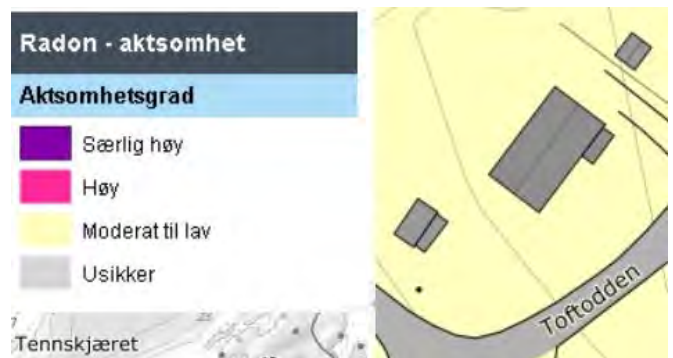 Radon - aktsomhet
Aktsomhetsgrad
Særlig høy
Høy
Moderat til lav
Usikker
Tennskjæret
Toftodden